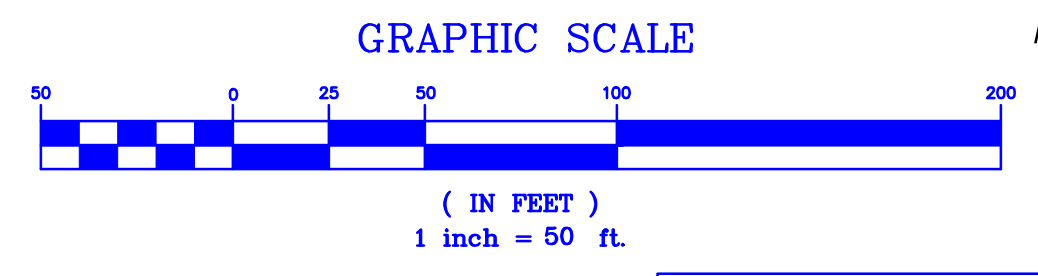 GRAPHIC SCALE
50 0 25 50 100 200
( IN FEET )
1 inch = 50 ft.